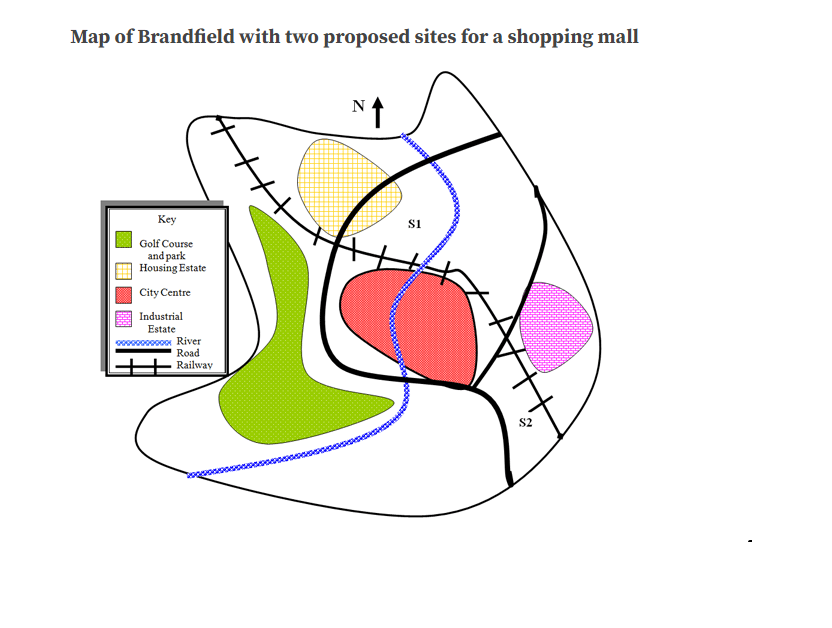 Map of Brandfield with two proposed sites for a shopping mall
N
S1
Key
Golf Course
and park
Housing Estate
City Centre
Industrial
Estate
River
Road
Railway
S2